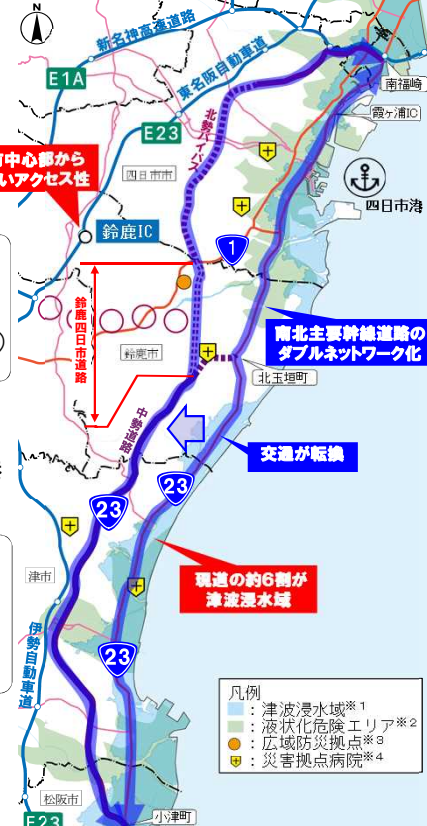 N
新名神高速道路
東名阪自動車道
E1A
E23
南福崎
霞ヶ浦IC
北勢バイパス
中心部から
いアクセス性
四日市市
四日市港
鈴鹿IC
1
鈴鹿四日市道路
南北主要幹線道路の
ダブルネットワーク化
鈴鹿市
北玉垣町
中勢道路
交通が転換
23
23
現道の約6割が
津波浸水域
津市
23
伊勢自動車道
凡例
：津波浸水域※1
：液状化危険エリア※2
：広域防災拠点※3
：災害拠点病院※4
松阪市
小津町
E23